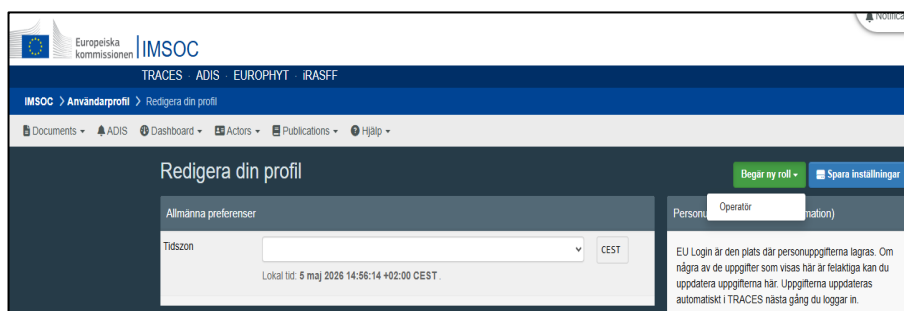 Notifica
Europeiska
kommissionen
IMSOC
TRACES · ADIS · EUROPHYT · iRASFF
IMSOC > Användarprofil > Redigera din profil
Documents ADIS Dashboard Actors Publications Hjälp
Redigera din profil
Begär ny roll
Spara inställningar
Operatör
Allmänna preferenser
Personu
mation)
Tidszon
CEST
Lokal tid: 5 maj 2026 14:56:14 +02:00 CEST .
EU Login är den plats där personuppgifterna lagras. Om
några av de uppgifter som visas här är felaktiga kan du
uppdatera uppgifterna här. Uppgifterna uppdateras
automatiskt i TRACES nästa gång du loggar in.